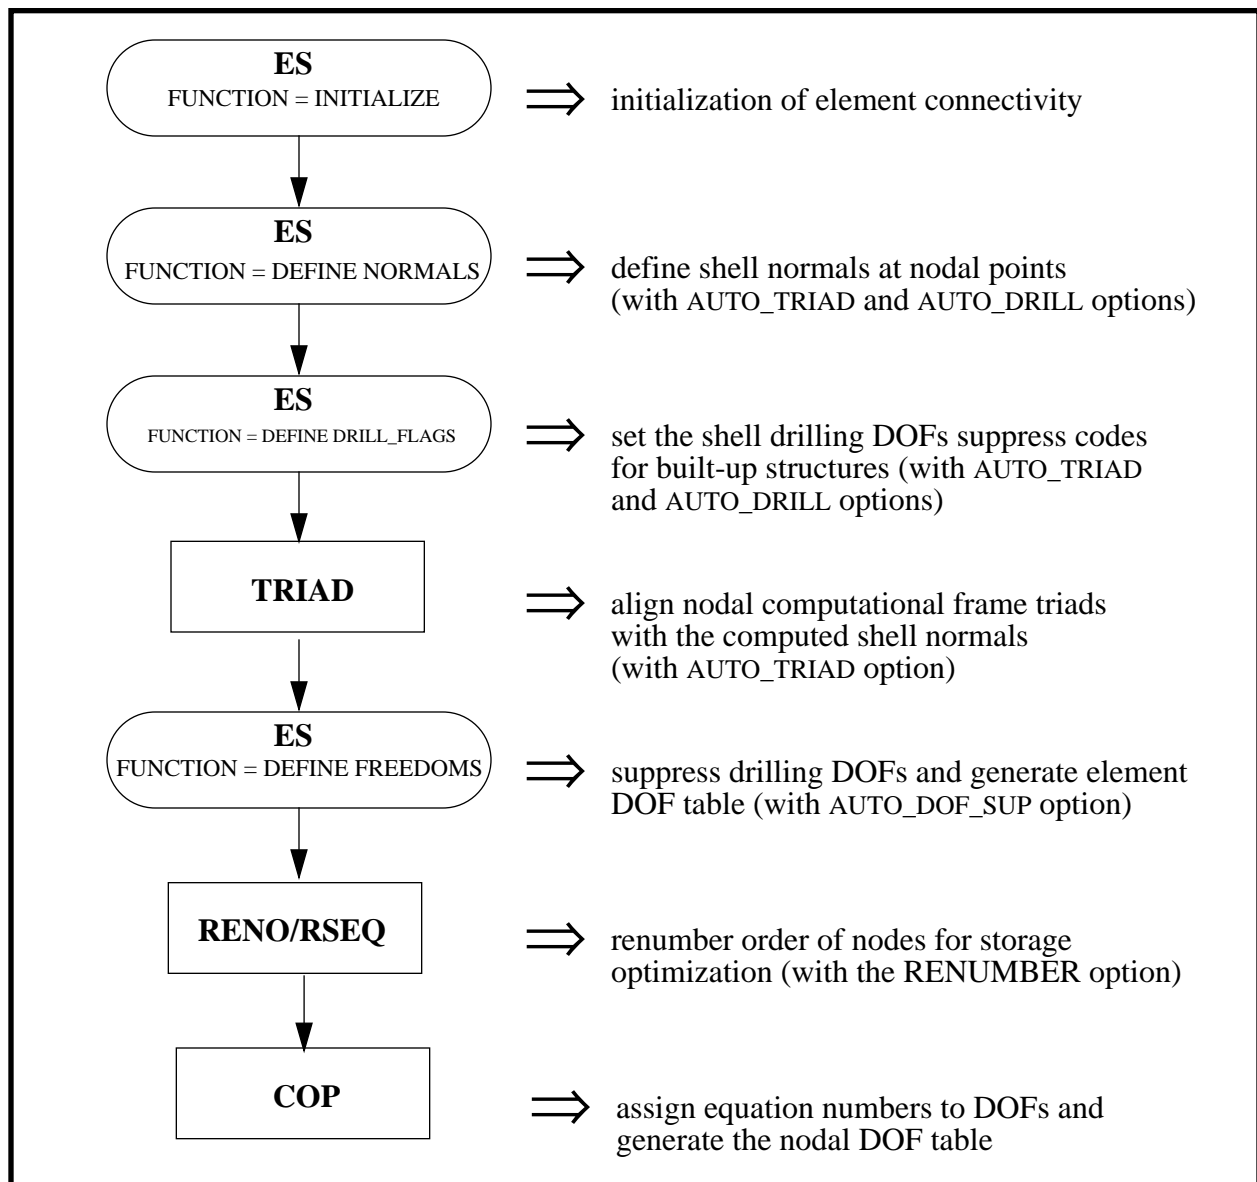 ES
FUNCTION = INITIALIZE
initialization of element connectivity
ES
FUNCTION = DEFINE NORMALS
define shell normals at nodal points
(with AUTO_TRIAD and AUTO_DRILL options)
ES
FUNCTION = DEFINE DRILL_FLAGS
set the shell drilling DOFs suppress codes
for built-up structures (with AUTO_TRIAD
and AUTO_DRILL options)
TRIAD
align nodal computational frame triads
with the computed shell normals
(with AUTO_TRIAD option)
ES
FUNCTION = DEFINE FREEDOMS
suppress drilling DOFs and generate element
DOF table (with AUTO_DOF_SUP option)
RENO/RSEQ
renumber order of nodes for storage
optimization (with the RENUMBER option)
COP
assign equation numbers to DOFs and
generate the nodal DOF table